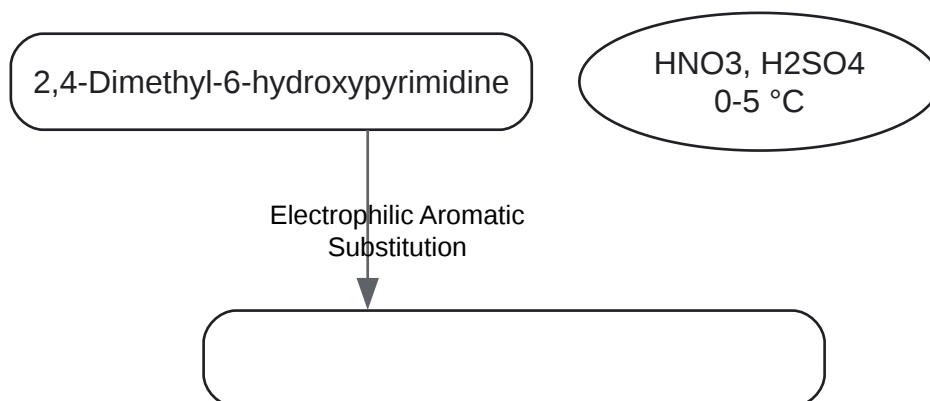 2,4-Dimethyl-6-hydroxypyrimidine
HNO3, H2SO4
0-5 °C
Electrophilic Aromatic
Substitution